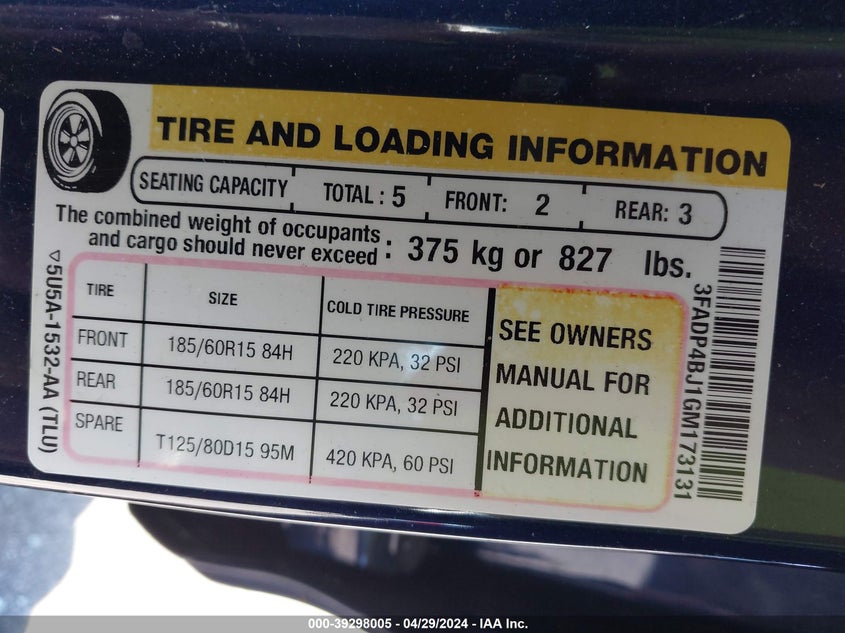 TIRE AND LOADING INFORMATION
SEATING CAPACITY TOTAL : 5 FRONT: 2 REAR: 3
The combined weight of occupants
and cargo should never exceed : 375 kg or 827 lbs.
TIRE SIZE COLD TIRE PRESSURE
FRONT 185/60R15 84H 220 KPA, 32 PSI
REAR 185/60R15 84H 220 KPA, 32 PSI
SPARE T125/80D15 95M 420 KPA, 60 PSI
SEE OWNERS
MANUAL FOR
ADDITIONAL
INFORMATION
5U5A-1532-AA (TLU)
3FADP4BJ1GM173131
000-39298005 - 04/29/2024 - IAA Inc.